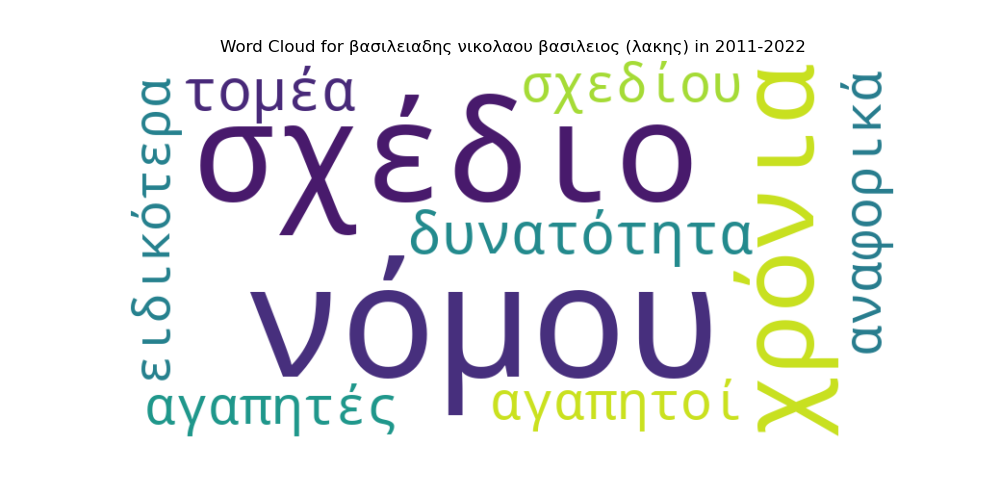 Word Cloud for βασιλειαδης νικολαου βασιλειος (λακης) in 2011-2022
τομέα
σχεδίου
σχέδιο
δυνατότητα
νόμου
αγαπητές
αγαπητοί
ειδικότερα
χρόνια
αναφορικά